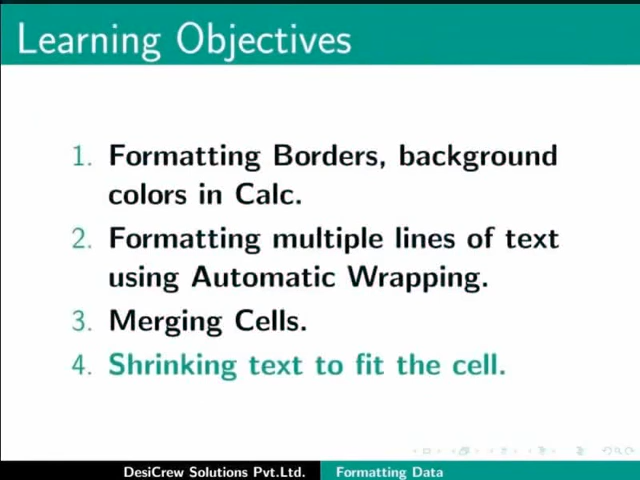 Learning Objectives
1. Formatting Borders, background
colors in Calc.
2. Formatting multiple lines of text
using Automatic Wrapping.
3. Merging Cells.
4. Shrinking text to fit the cell.
DesiCrew Solutions Pvt.Ltd. Formatting Data